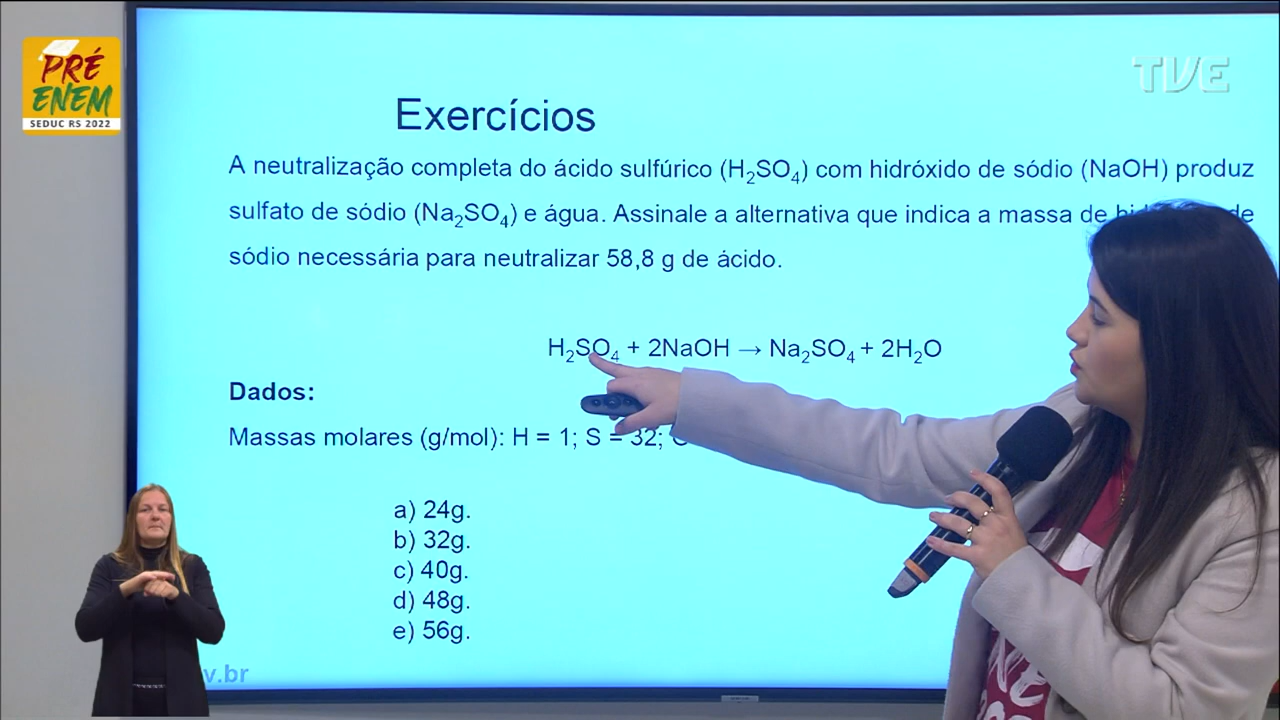 PRÉ
ENEM
SEDUC RS 2022
TVE
Exercícios
A neutralização completa do ácido sulfúrico (H₂SO₄) com hidróxido de sódio (NaOH) produz
sulfato de sódio (Na₂SO₄) e água. Assinale a alternativa que indica a massa de de
sódio necessária para neutralizar 58,8 g de ácido.
H₂SO₄ + 2NaOH → Na₂SO₄ + 2H₂O
Dados:
Massas molares (g/mol): H = 1; S = 32;
a) 24g.
b) 32g.
c) 40g.
d) 48g.
e) 56g.
v.br